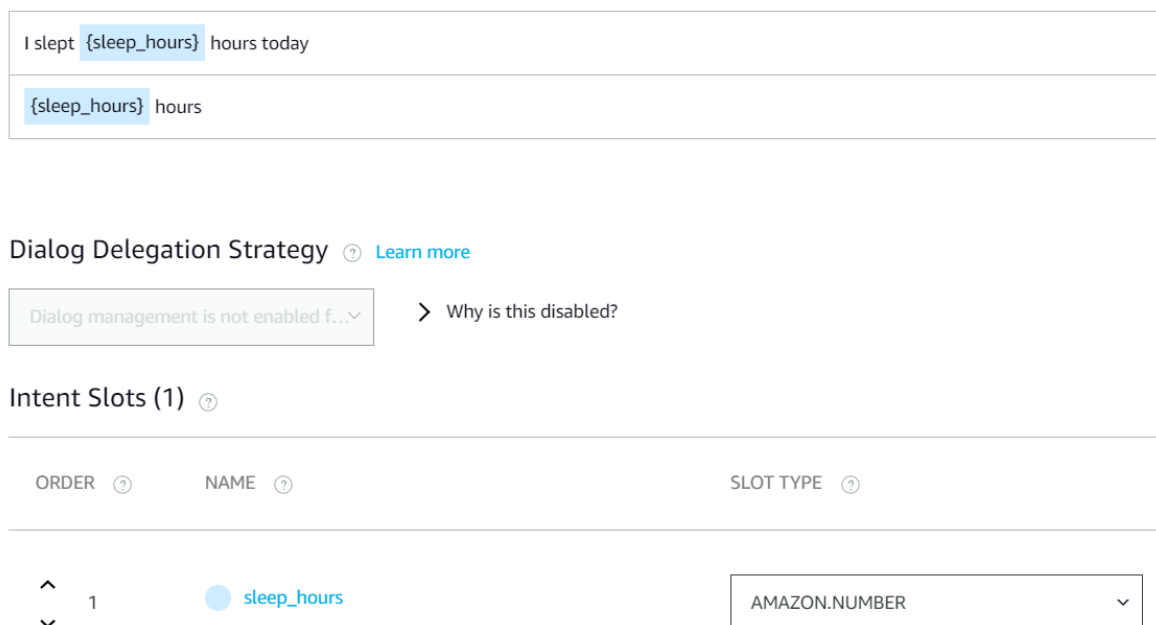 I slept {sleep_hours} hours today
{sleep_hours} hours
Dialog Delegation Strategy ? Learn more
Dialog management is not enabled f... Why is this disabled?
Intent Slots (1) ?
ORDER ? NAME ? SLOT TYPE ?
1 sleep_hours AMAZON.NUMBER